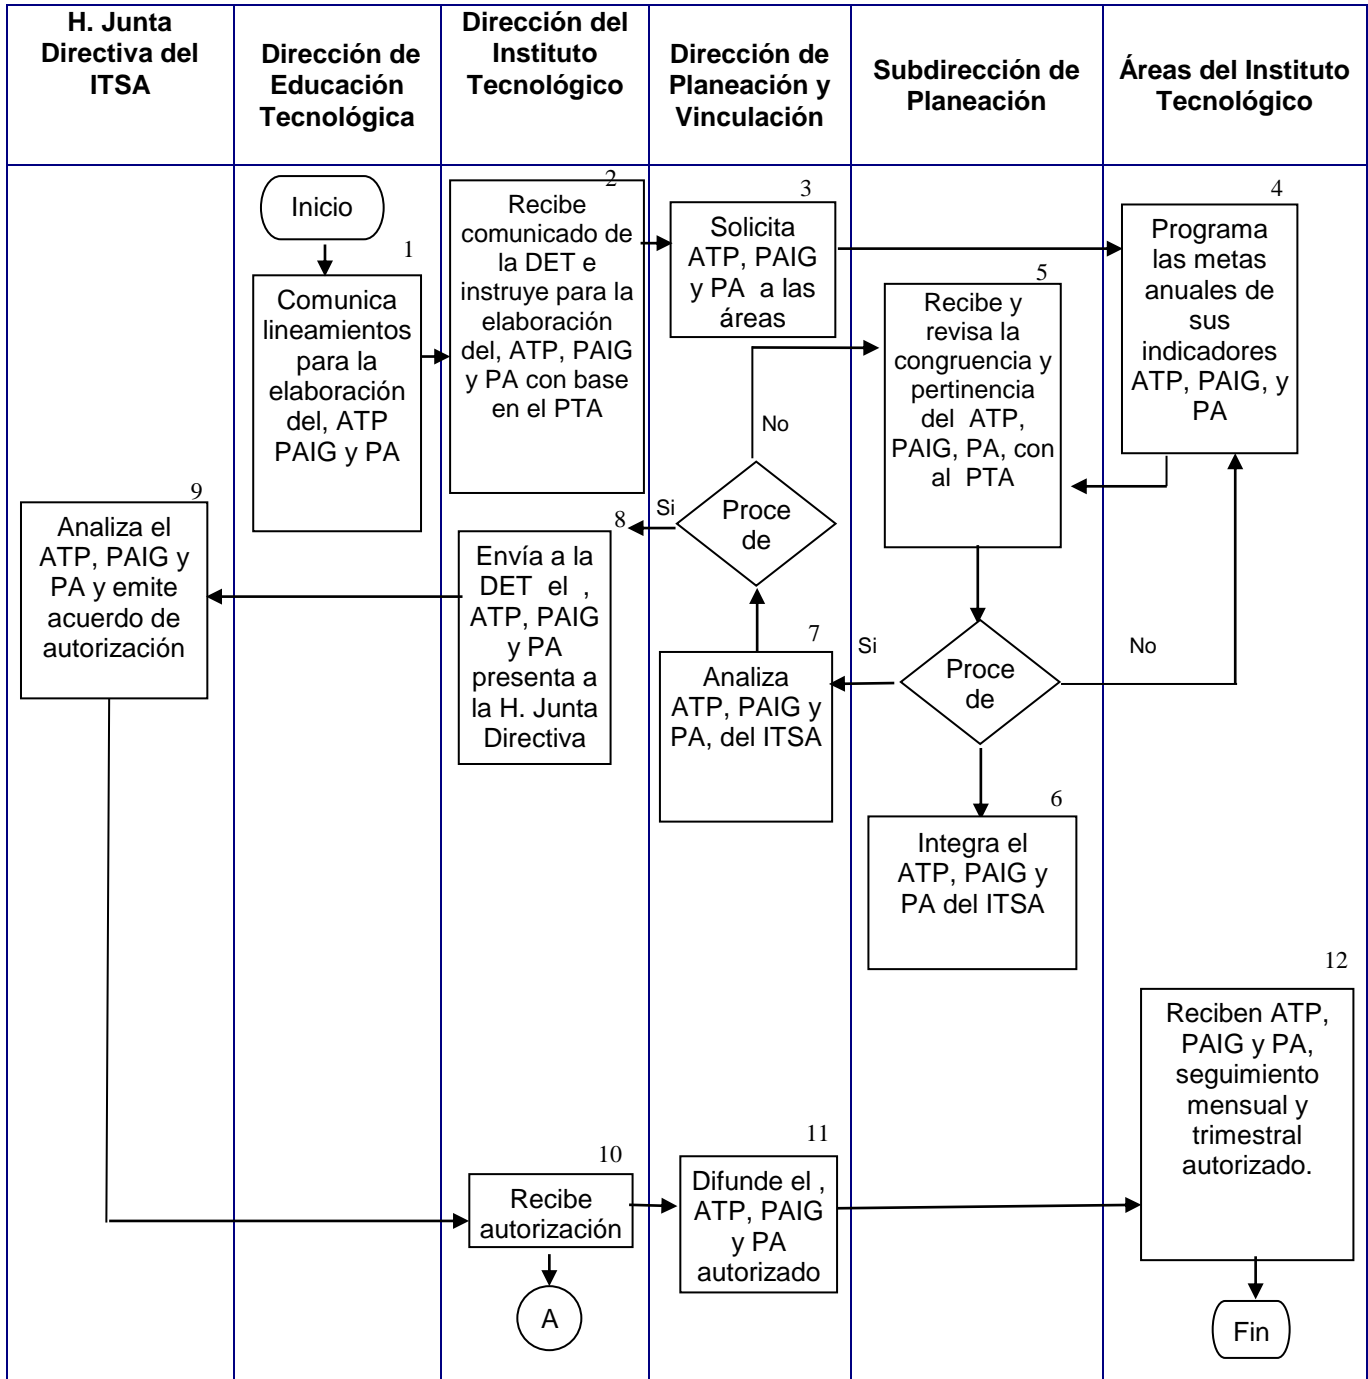 H. Junta
Directiva del
ITSA
Dirección de
Educación
Tecnológica
Dirección del
Instituto
Tecnológico
Dirección de
Planeación y
Vinculación
Subdirección de
Planeación
Áreas del Instituto
Tecnológico
Inicio
1
Comunica
lineamientos
para la
elaboración
del, ATP
PAIG y PA
2
Recibe
comunicado de
la DET e
instruye para la
elaboración
del, ATP, PAIG
y PA con base
en el PTA
3
Solicita
ATP, PAIG
y PA a las
áreas
4
Programa
las metas
anuales de
sus
indicadores
ATP, PAIG, y
PA
5
Recibe y
revisa la
congruencia y
pertinencia
del ATP,
PAIG, PA, con
al PTA
No
Proce
de
Si
Proce
de
Si
No
6
Integra el
ATP, PAIG y
PA del ITSA
7
Analiza
ATP, PAIG y
PA, del ITSA
8
Envía a la
DET el ,
ATP, PAIG
y PA
presenta a
la H. Junta
Directiva
9
Analiza el
ATP, PAIG y
PA y emite
acuerdo de
autorización
10
Recibe
autorización
A
11
Difunde el ,
ATP, PAIG
y PA
autorizado
12
Reciben ATP,
PAIG y PA,
seguimiento
mensual y
trimestral
autorizado.
Fin